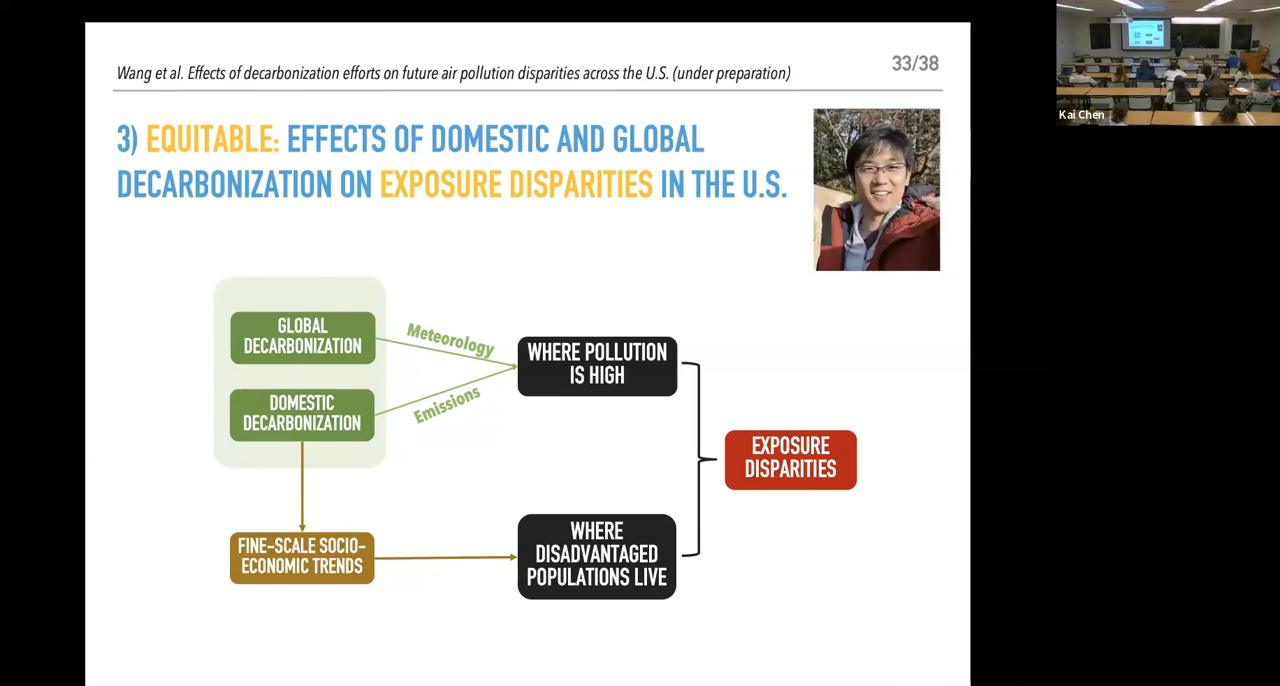 Wang et al. Effects of decarbonization efforts on future air pollution disparities across the U.S. (under preparation)
33/38
3) EQUITABLE: EFFECTS OF DOMESTIC AND GLOBAL
DECARBONIZATION ON EXPOSURE DISPARITIES IN THE U.S.
GLOBAL
DECARBONIZATION
DOMESTIC
DECARBONIZATION
Meteorology
Emissions
WHERE POLLUTION
IS HIGH
EXPOSURE
DISPARITIES
FINE-SCALE SOCIO-
ECONOMIC TRENDS
WHERE
DISADVANTAGED
POPULATIONS LIVE
Kai Chen